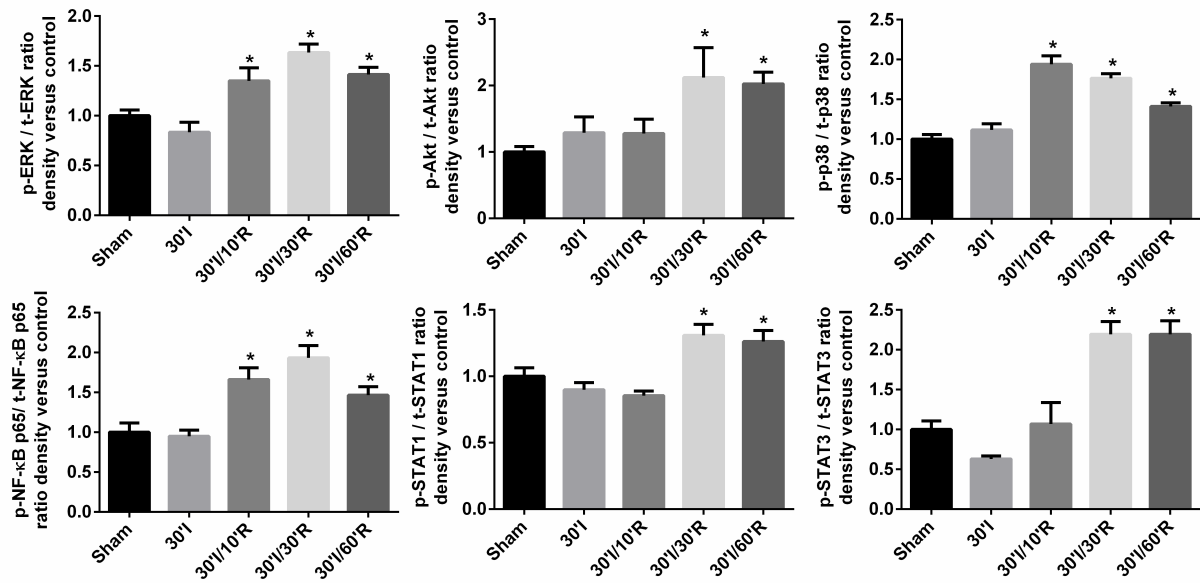 p-ERK / t-ERK ratio
density versus control
2.0
1.5
1.0
0.5
0.0
* * *
Sham 30'I 30'I/10'R 30'I/30'R 30'I/60'R
p-Akt / t-Akt ratio
density versus control
3
2
1
0
* *
Sham 30'I 30'I/10'R 30'I/30'R 30'I/60'R
p-p38 / t-p38 ratio
density versus control
2.5
2.0
1.5
1.0
0.5
0.0
* * *
Sham 30'I 30'I/10'R 30'I/30'R 30'I/60'R
p-NF-κB p65/ t-NF-κB p65
ratio density versus control
2.5
2.0
1.5
1.0
0.5
0.0
* * *
Sham 30'I 30'I/10'R 30'I/30'R 30'I/60'R
p-STAT1 / t-STAT1 ratio
density versus control
1.5
1.0
0.5
0.0
* *
Sham 30'I 30'I/10'R 30'I/30'R 30'I/60'R
p-STAT3 / t-STAT3 ratio
density versus control
2.5
2.0
1.5
1.0
0.5
0.0
* *
Sham 30'I 30'I/10'R 30'I/30'R 30'I/60'R